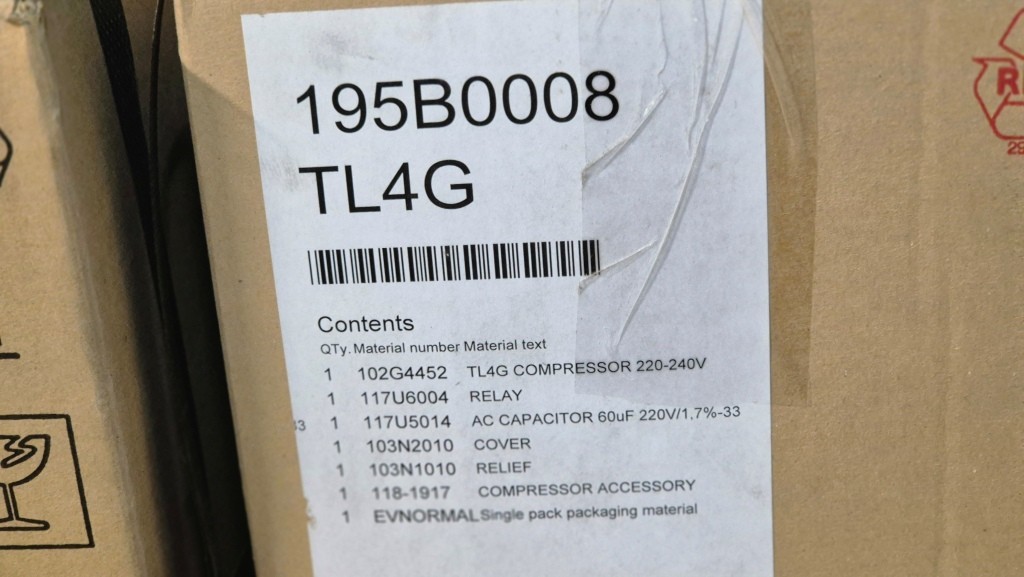 195B0008
TL4G
Contents
QTy. Material number Material text
1 102G4452 TL4G COMPRESSOR 220-240V
1 117U6004 RELAY
1 117U5014 AC CAPACITOR 60uF 220V/1,7%-33
1 103N2010 COVER
1 103N1010 RELIEF
1 118-1917 COMPRESSOR ACCESSORY
1 EVNORMAL Single pack packaging material